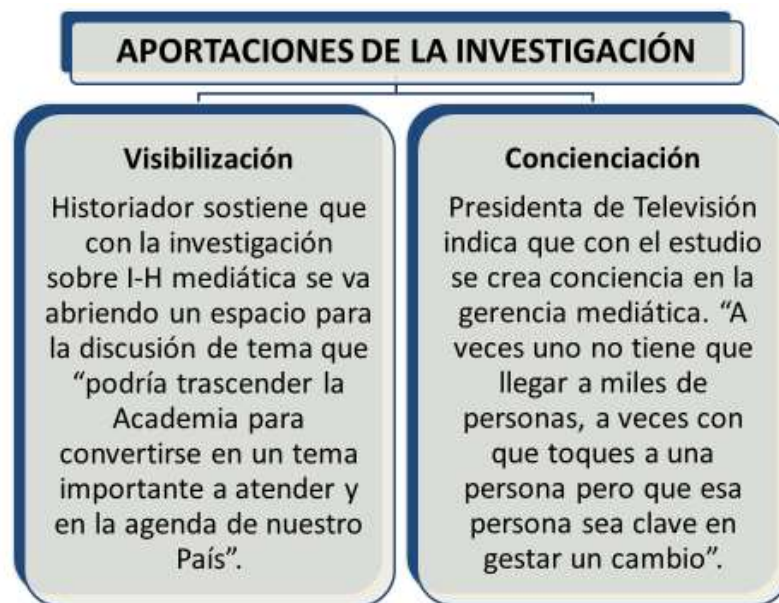 APORTACIONES DE LA INVESTIGACIÓN
Visibilización
Historiador sostiene que
con la investigación
sobre I-H mediática se va
abriendo un espacio para
la discusión de tema que
“podría trascender la
Academia para
convertirse en un tema
importante a atender y
en la agenda de nuestro
País”.
Concienciación
Presidenta de Televisión
indica que con el estudio
se crea conciencia en la
gerencia mediática. “A
veces uno no tiene que
llegar a miles de
personas, a veces con
que toques a una
persona pero que esa
persona sea clave en
gestar un cambio”.